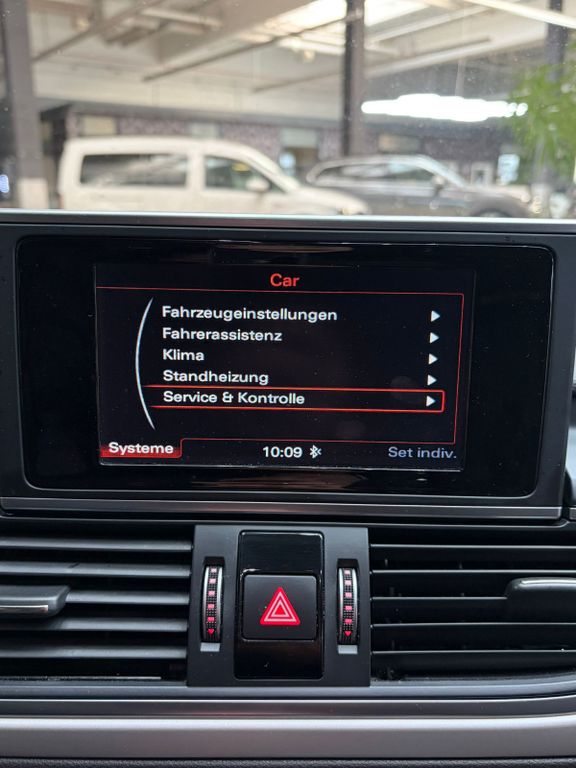 Car
Fahrzeugeinstellungen
Fahrerassistenz
Klima
Standheizung
Service & Kontrolle
Systeme
10:09
Set indiv.